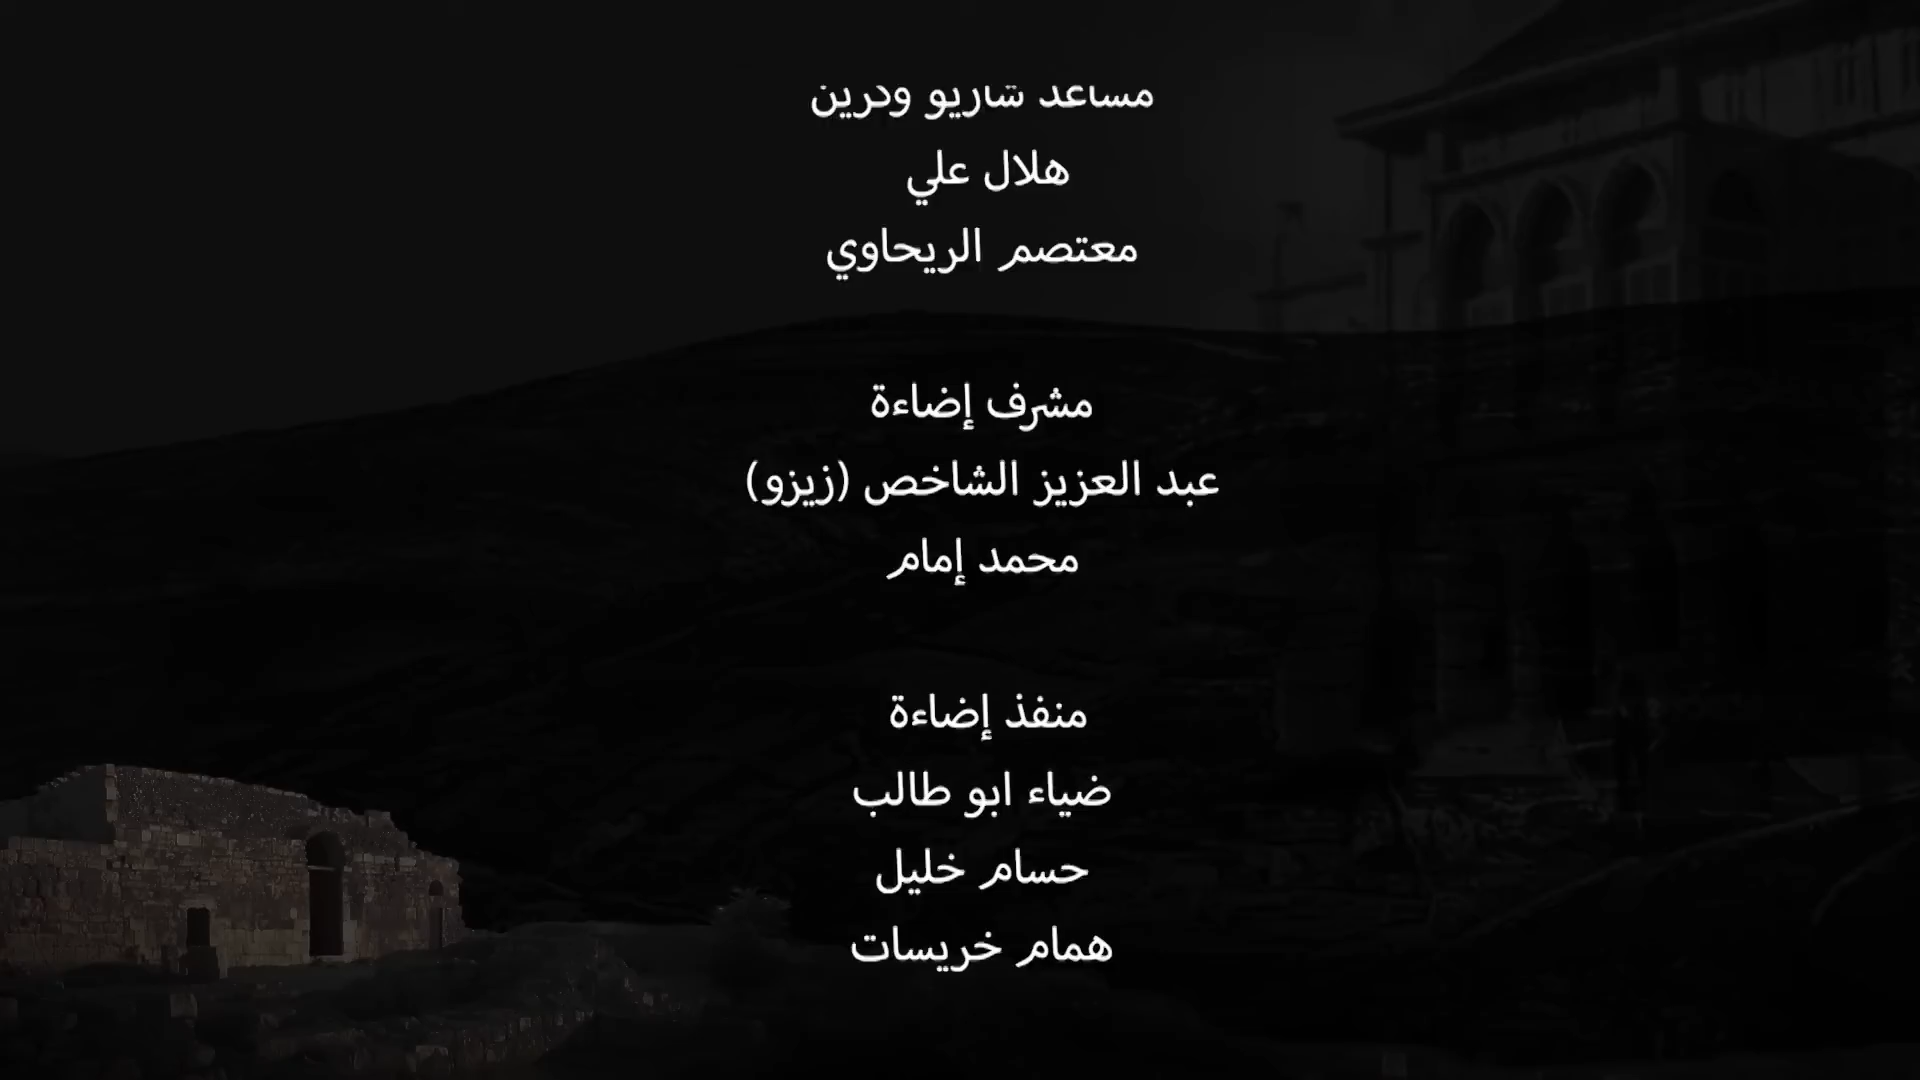 مساعد شاريو وكرين
هلال علي
معتصم الريحاوي
مشرف إضاءة
عبد العزيز الشاخص (زيزو)
محمد إمام
منفذ إضاءة
ضياء ابو طالب
حسام خليل
همام خريسات